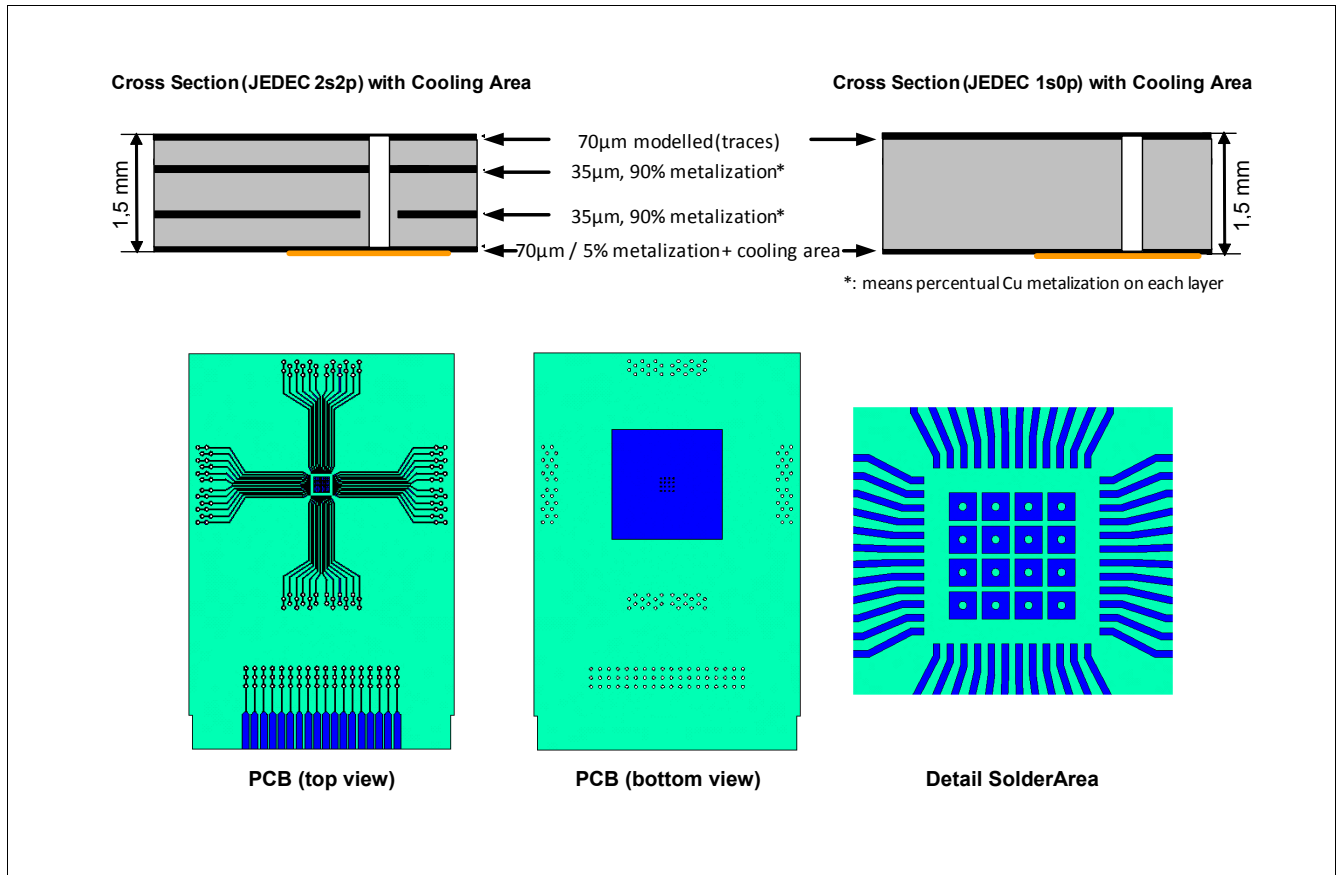 Cross Section (JEDEC 2s2p) with Cooling Area
Cross Section (JEDEC 1s0p) with Cooling Area
1,5 mm
70µm modelled (traces)
35µm, 90% metalization*
35µm, 90% metalization*
70µm / 5% metalization + cooling area
1,5 mm
*: means percentual Cu metalization on each layer
PCB (top view)
PCB (bottom view)
Detail SolderArea